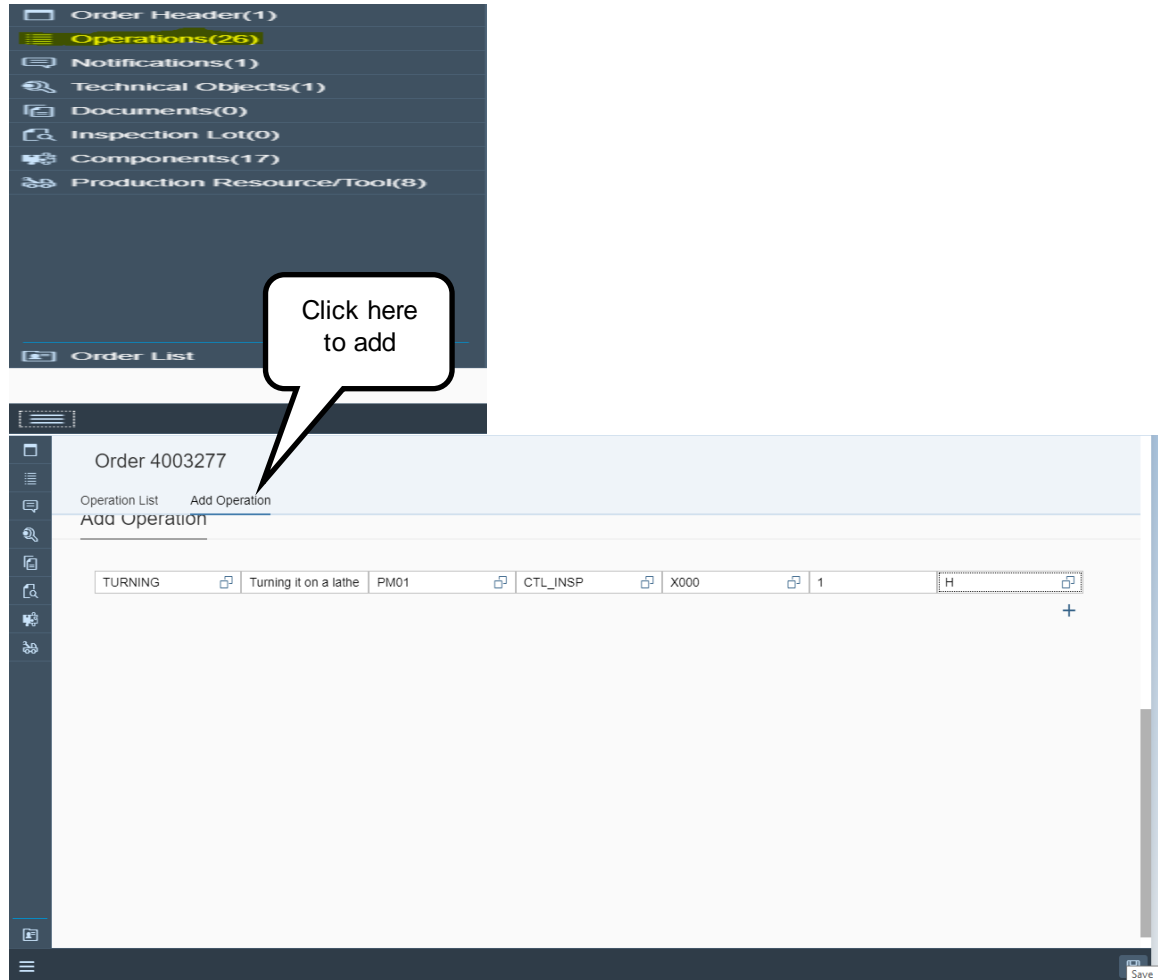 Order Header(1)
Operations(26)
Notifications(1)
Technical Objects(1)
Documents(0)
Inspection Lot(0)
Components(17)
Production Resource/Tool(8)
Click here
to add
Order List
Order 4003277
Operation List Add Operation
Add Operation
TURNING Turning it on a lathe PM01 CTL_INSP X000 1 H
+
Save